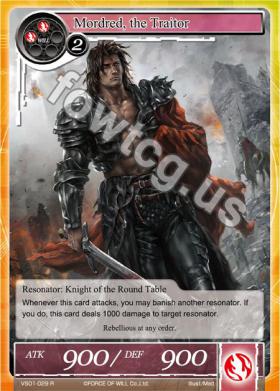 Mordred, the Traitor
WILL
2
fowtcg.us
Resonator: Knight of the Round Table
Whenever this card attacks, you may banish another resonator. If
you do, this card deals 1000 damage to target resonator.
Rebellious at any order.
ATK 900/ DEF 900
VS01-029 R ©FORCE OF WILL Co.,Ltd. Illust/Med